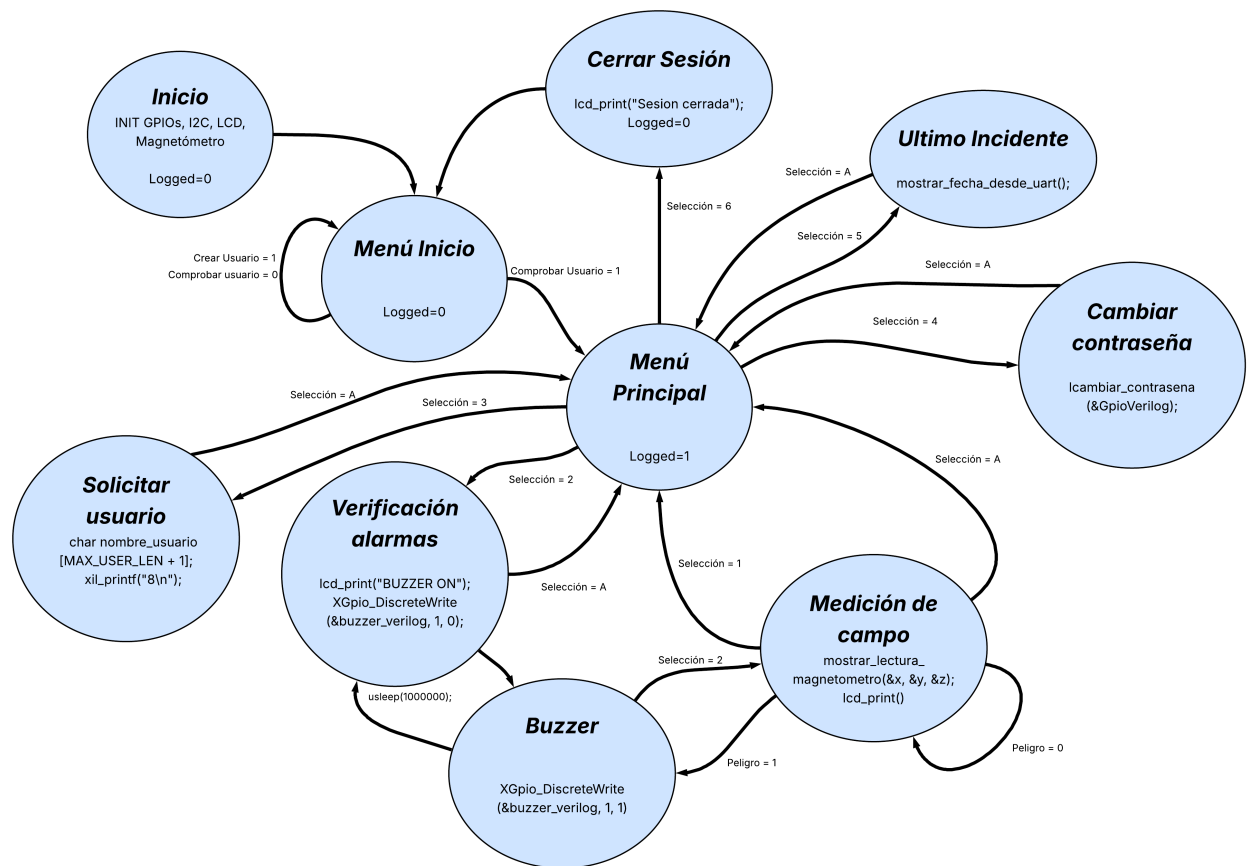 Cerrar Sesión
lcd_print("Sesion cerrada");
Logged=0
Inicio
INIT GPIOs, I2C, LCD,
Magnetómetro
Logged=0
Ultimo Incidente
mostrar_fecha_desde_uart();
Selección = A
Selección = 5
Selección = 6
Menú Inicio
Logged=0
Crear Usuario = 1
Comprobar usuario = 0
Comprobar Usuario = 1
Selección = A
Selección = 4
Cambiar
contraseña
lcambiar_contrasena
(&GpioVerilog);
Menú
Principal
Logged=1
Selección = A
Selección = 3
Solicitar
usuario
char nombre_usuario
[MAX_USER_LEN + 1];
xil_printf("8\n");
Selección = 2
Verificación
alarmas
lcd_print("BUZZER ON");
XGpio_DiscreteWrite
(&buzzer_verilog, 1, 0);
Selección = A
Selección = 1
Selección = A
Medición de
campo
mostrar_lectura_
magnetometro(&x, &y, &z);
lcd_print()
Selección = 2
usleep(1000000);
Buzzer
XGpio_DiscreteWrite
(&buzzer_verilog, 1, 1)
Peligro = 1
Peligro = 0